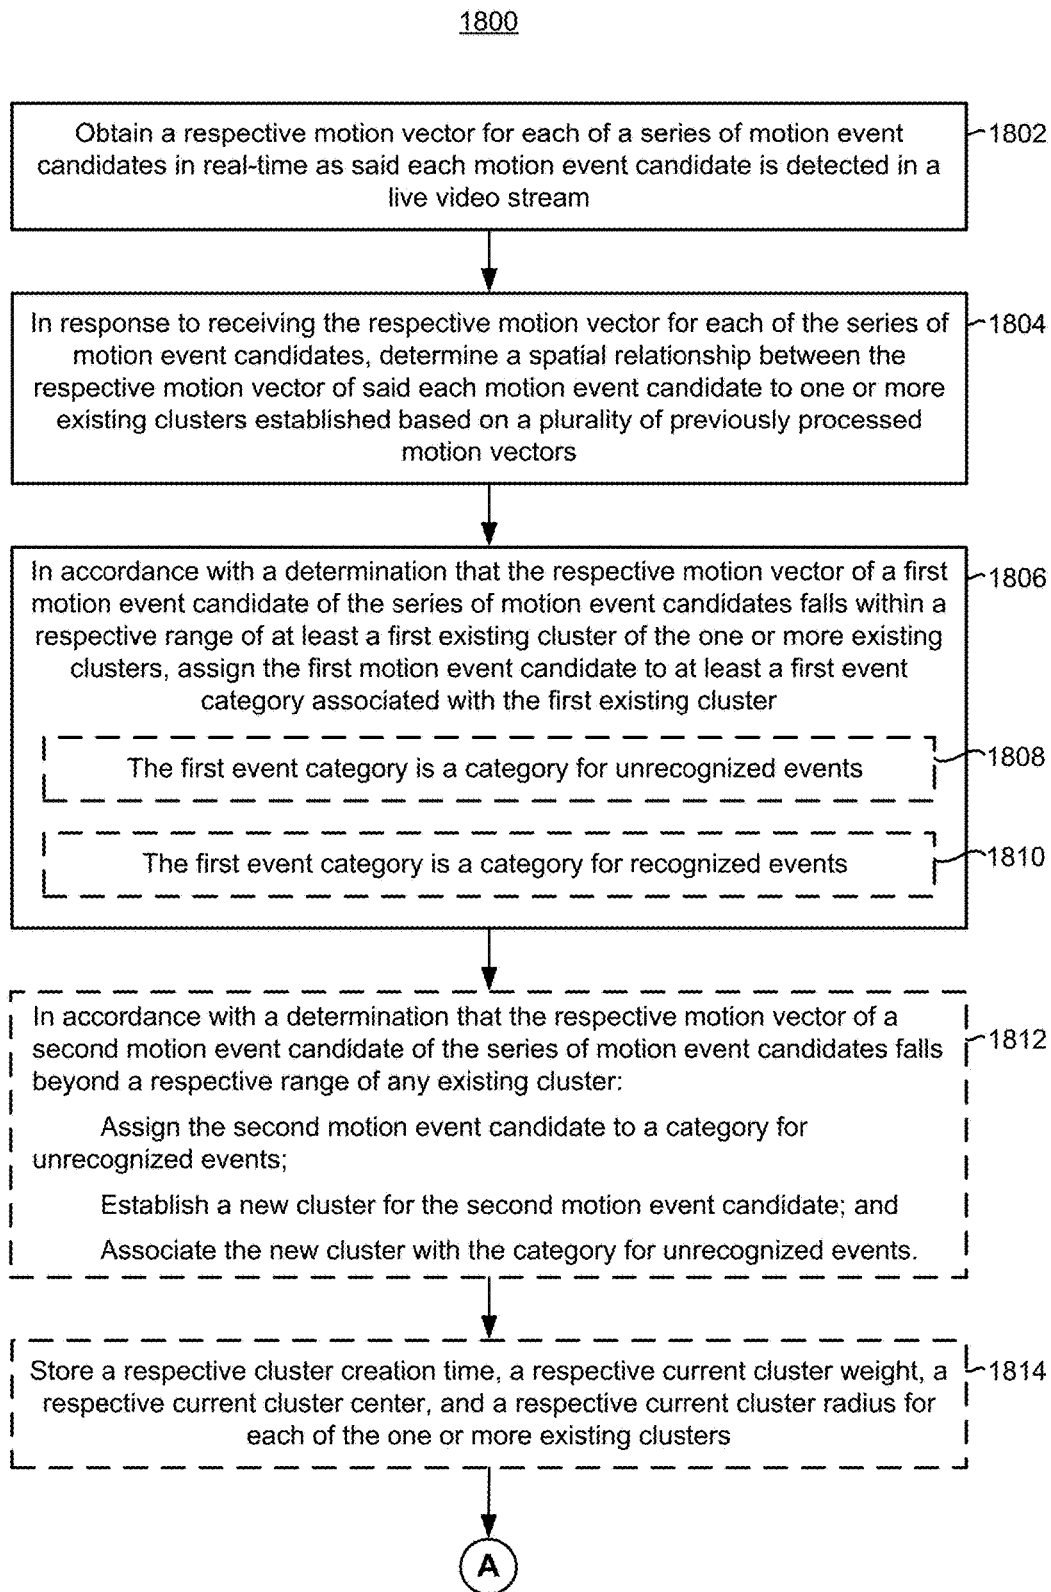 1800
Obtain a respective motion vector for each of a series of motion event
candidates in real-time as said each motion event candidate is detected in a
live video stream
1802
In response to receiving the respective motion vector for each of the series of
motion event candidates, determine a spatial relationship between the
respective motion vector of said each motion event candidate to one or more
existing clusters established based on a plurality of previously processed
motion vectors
1804
In accordance with a determination that the respective motion vector of a first
motion event candidate of the series of motion event candidates falls within a
respective range of at least a first existing cluster of the one or more existing
clusters, assign the first motion event candidate to at least a first event
category associated with the first existing cluster
1806
The first event category is a category for unrecognized events
1808
The first event category is a category for recognized events
1810
In accordance with a determination that the respective motion vector of a
second motion event candidate of the series of motion event candidates falls
beyond a respective range of any existing cluster:
Assign the second motion event candidate to a category for
unrecognized events;
Establish a new cluster for the second motion event candidate; and
Associate the new cluster with the category for unrecognized events.
1812
Store a respective cluster creation time, a respective current cluster weight, a
respective current cluster center, and a respective current cluster radius for
each of the one or more existing clusters
1814
A